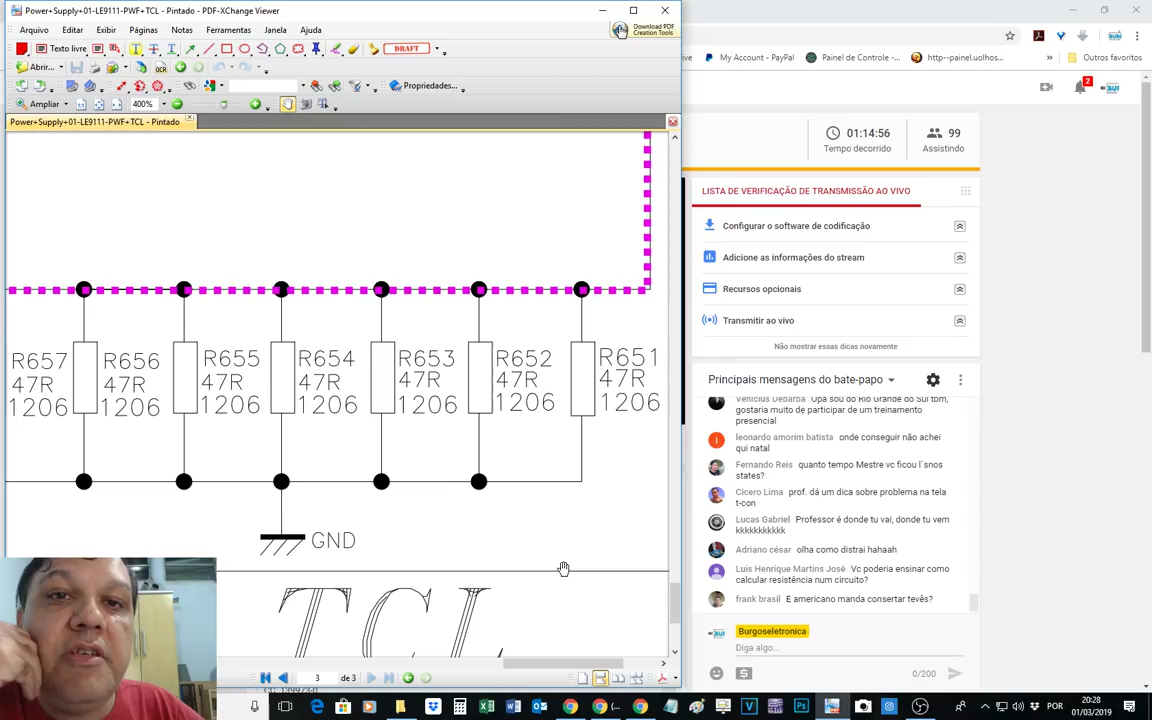 Power+Supply+01-LE9111-PWF+TCL - Pintado - PDF-XChange Viewer
Arquivo Editar Exibir Páginas Notas Ferramentas Janela Ajuda
Download PDF
Creation Tools
Texto livre
DRAFT
Abrir...
OCR
Propriedades...
Ampliar
400%
Power+Supply+01-LE9111-PWF+TCL - Pintado
R657
47R
1206
R656
47R
1206
R655
47R
1206
R654
47R
1206
R653
47R
1206
R652
47R
1206
R651
47R
1206
GND
TCL
3
de 3
My Account - PayPal
Painel de Controle -...
http--painel.uolhos...
»
Outros favoritos
2
01:14:56
Tempo decorrido
99
Assistindo
LISTA DE VERIFICAÇÃO DE TRANSMISSÃO AO VIVO
Configurar o software de codificação
Adicione as informações do stream
Recursos opcionais
Transmitir ao vivo
Não mostrar essas dicas novamente
Principais mensagens do bate-papo
Venicius Debarba Opa sou do Rio Grande do Sul tbm,
gostaria muito de participar de um treinamento
presencial
leonardo amorim batista onde conseguir não achei
qui natal
Fernando Reis quanto tempo Mestre vc ficou l´snos
states?
Cicero Lima prof. dá um dica sobre problema na tela
t-con
Lucas Gabriel Professor é donde tu vai, donde tu vem
kkkkkkkkkkk
Adriano césar olha como distrai hahaah
Luis Henrique Martins José Vc poderia ensinar como
calcular resistência num circuito?
frank brasil E americano manda consertar tevês?
Burgoseletronica
Diga algo...
0/200
POR
20:28
01/03/2019